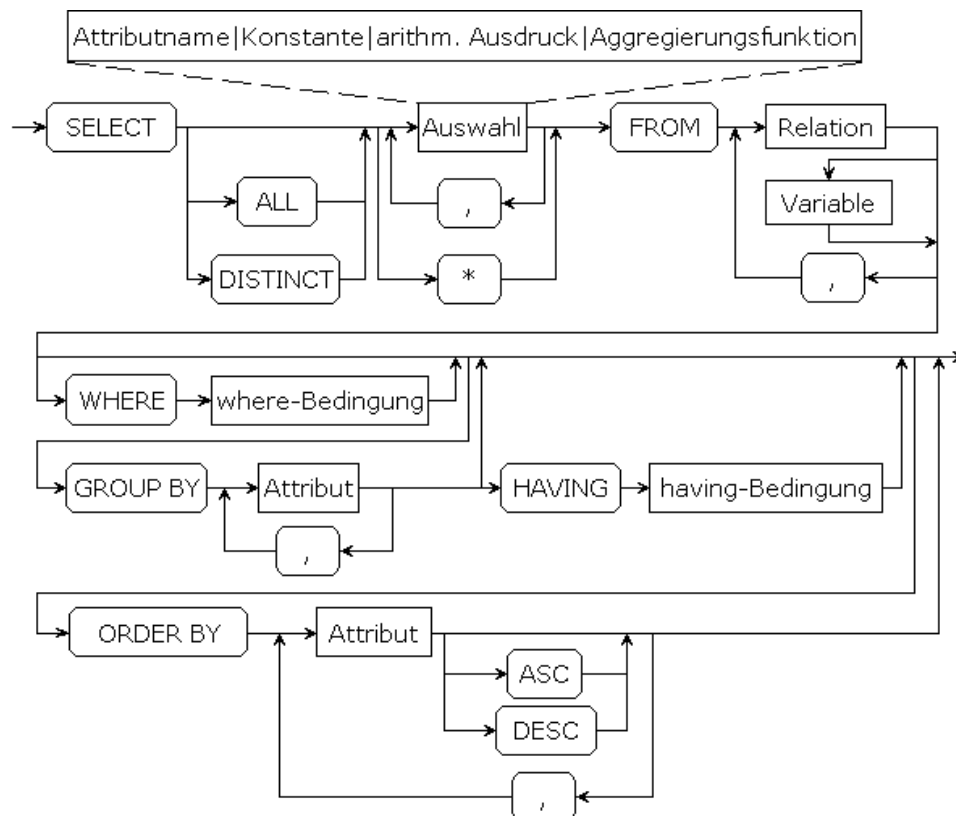 Attributname|Konstante|arithm. Ausdruck|Aggregierungsfunktion
SELECT Auswahl FROM Relation
ALL , Variable
DISTINCT * ,
WHERE where-Bedingung
GROUP BY Attribut HAVING having-Bedingung
,
ORDER BY Attribut
ASC
DESC
,